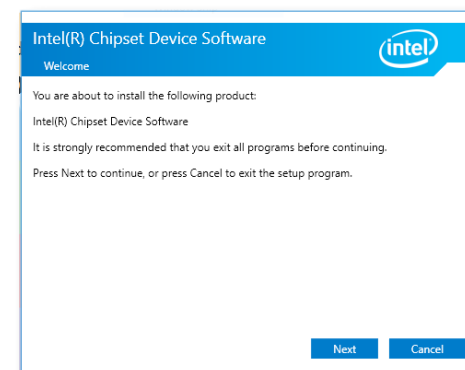 Intel(R) Chipset Device Software
intel
Welcome
You are about to install the following product:
Intel(R) Chipset Device Software
It is strongly recommended that you exit all programs before continuing.
Press Next to continue, or press Cancel to exit the setup program.
Next
Cancel